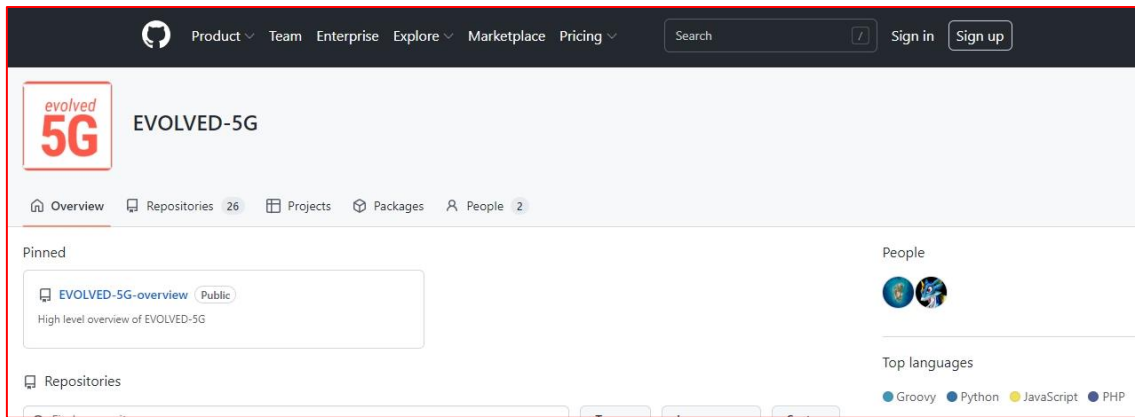 Product Team Enterprise Explore Marketplace Pricing Search / Sign in Sign up
evolved
5G
EVOLVED-5G
Overview Repositories 26 Projects Packages People 2
Pinned
People
EVOLVED-5G-overview Public
High level overview of EVOLVED-5G
Top languages
Repositories
Groovy Python JavaScript PHP